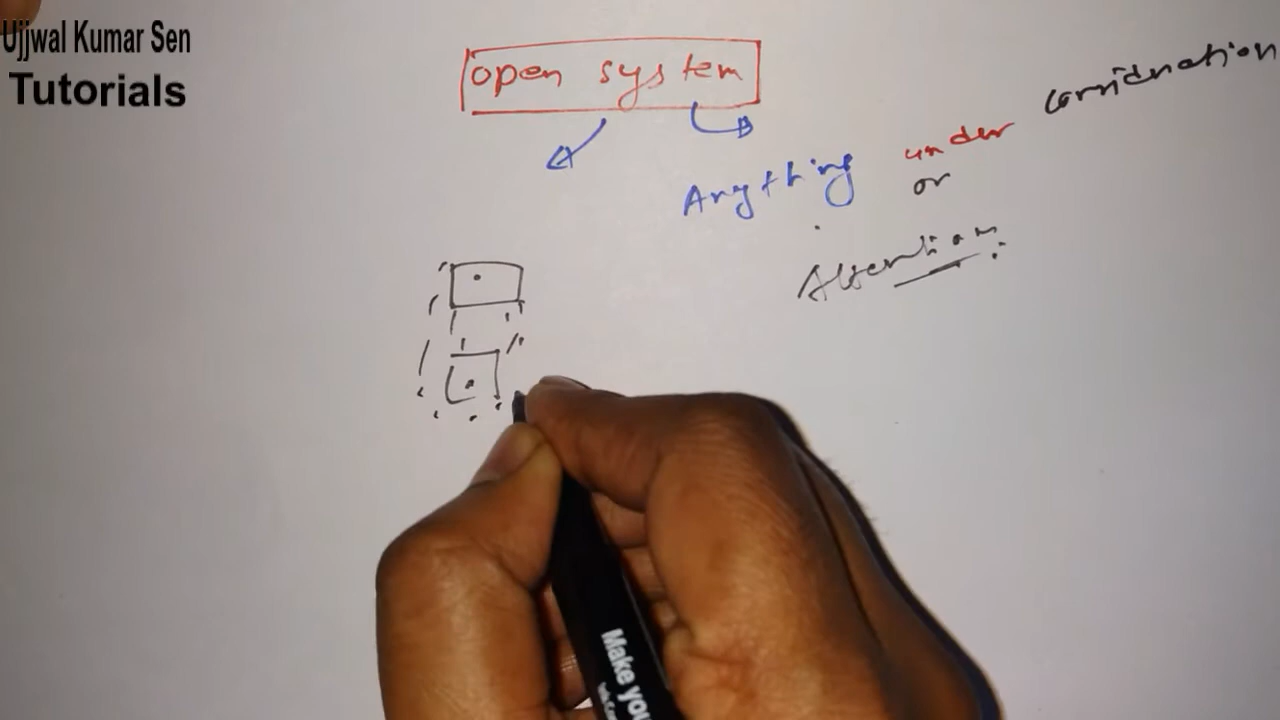 Ujjwal Kumar Sen
Tutorials
open system
Anything under consideration
or
Attention
Make you